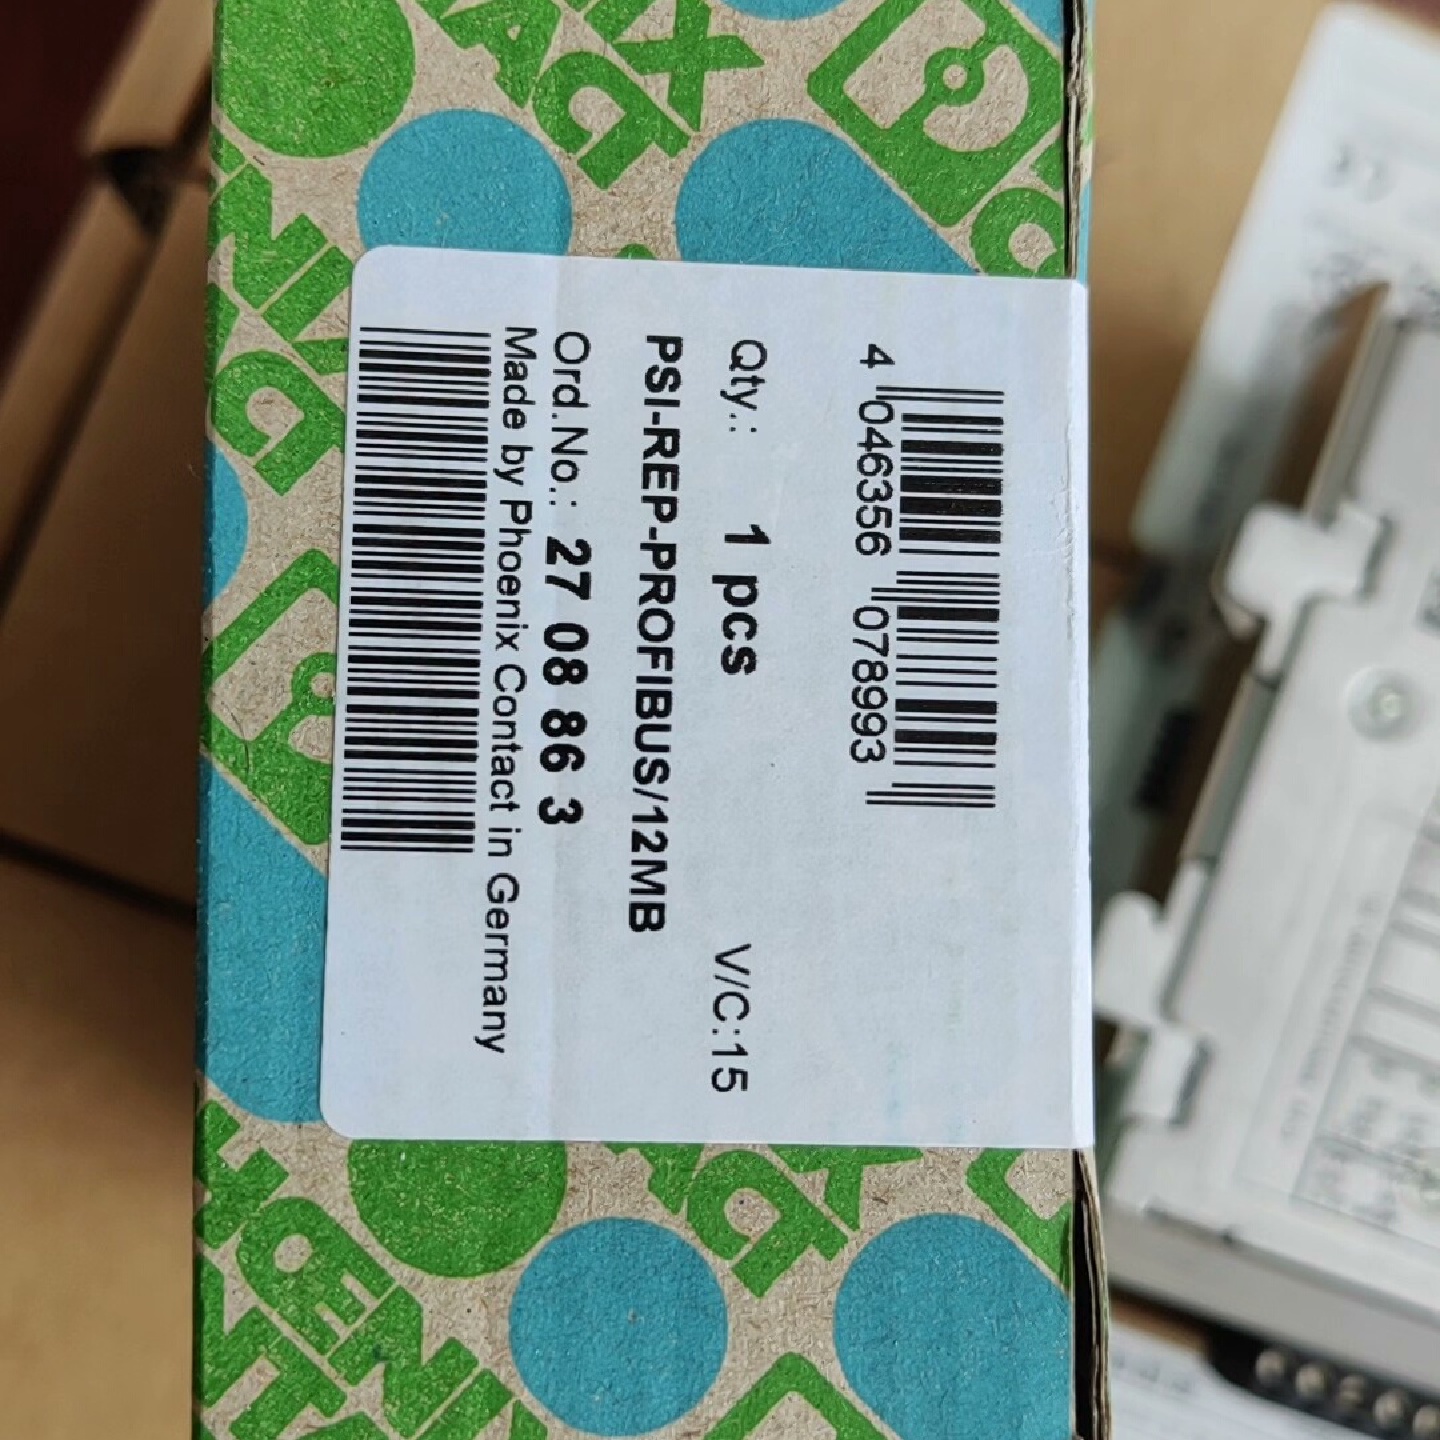 4 046356 078993
Qty.: 1 pcs V/C:15
PSI-REP-PROFIBUS/12MB
Ord.No.: 27 08 86 3
Made by Phoenix Contact in Germany